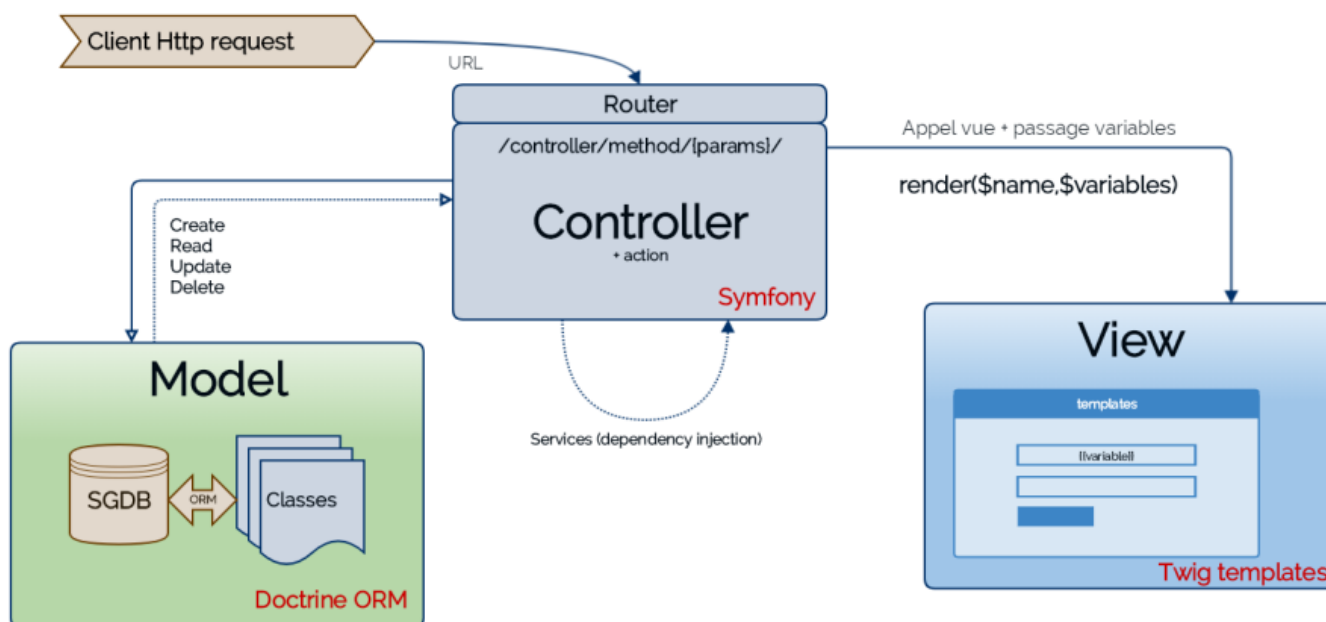 Client Http request
URL
Router
/controller/method/{params}/
Controller
+ action
Symfony
Appel vue + passage variables
render($name,$variables)
Create
Read
Update
Delete
Services (dependency injection)
Model
SGDB
ORM
Classes
Doctrine ORM
View
templates
{{variable}}
Twig templates